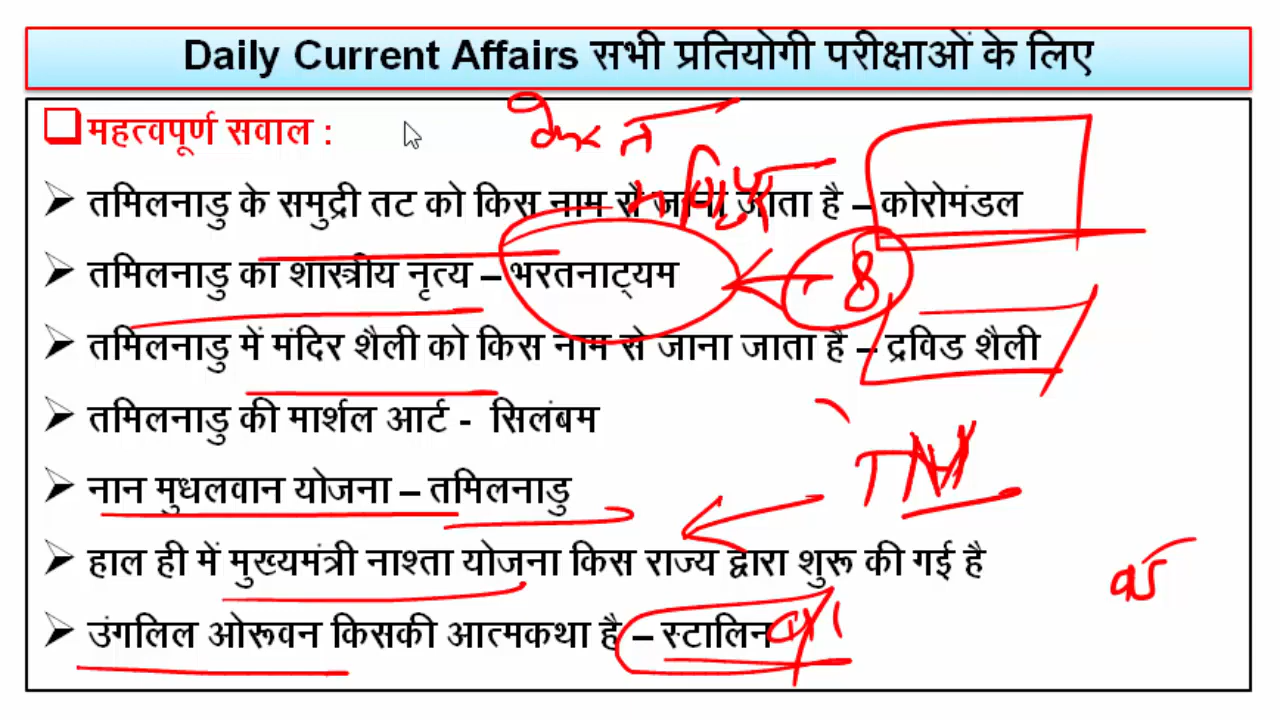 Daily Current Affairs सभी प्रतियोगी परीक्षाओं के लिए
महत्वपूर्ण सवाल :
तमिलनाडु के समुद्री तट को किस नाम से जाना जाता है – कोरोमंडल
तमिलनाडु का शास्त्रीय नृत्य – भरतनाट्यम
8
तमिलनाडु में मंदिर शैली को किस नाम से जाना जाता है – द्रविड शैली
तमिलनाडु की मार्शल आर्ट - सिलंबम
नान मुधलवान योजना – तमिलनाडु
हाल ही में मुख्यमंत्री नाश्ता योजना किस राज्य द्वारा शुरू की गई है
उंगलिल ओरूवन किसकी आत्मकथा है – स्टालिन